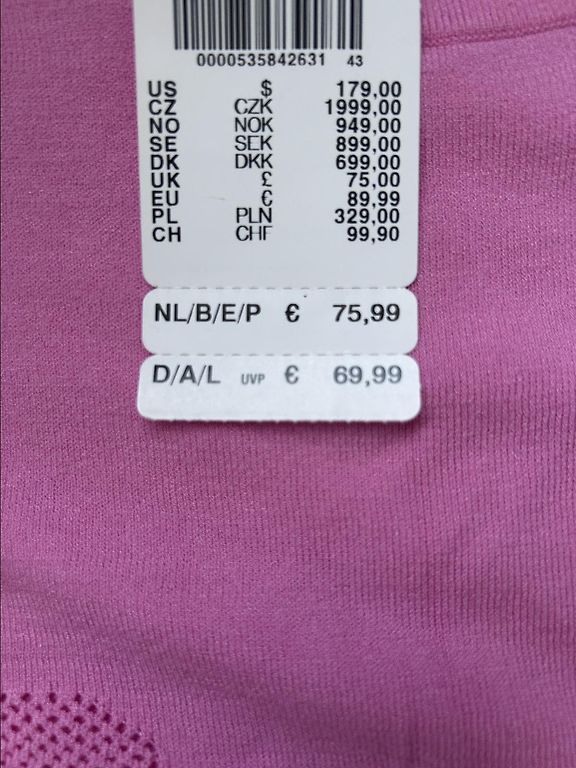 0000535842631 43
US $ 179,00
CZ CZK 1999,00
NO NOK 949,00
SE SEK 899,00
DK DKK 699,00
UK £ 75,00
EU € 89,99
PL PLN 329,00
CH CHF 99,90
NL/B/E/P € 75,99
D/A/L UVP € 69,99